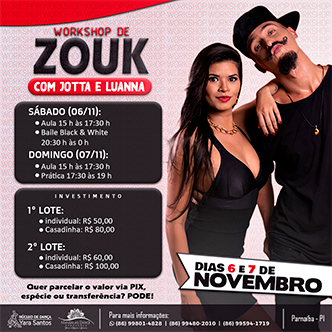 WORKSHOP DE
ZOUK
COM JOTTA E LUANNA
SÁBADO (06/11):
• Aula 15 h às 17:30 h
• Baile Black & White
20:30 h às 0 h
DOMINGO (07/11):
• Aula 15 h às 17:30 h
• Prática 17:30 às 19 h
INVESTIMENTO
1° LOTE:
• individual: R$ 50,00
• Casadinha: R$ 80,00
2° LOTE:
• individual: R$ 60,00
• Casadinha: R$ 100,00
Quer parcelar o valor via PIX,
espécie ou transferência? PODE!
DIAS 6 E 7 DE
NOVEMBRO
NÚCLEO DE DANÇA
Yara Santos
Para mais informações:
(86) 99801-4828 | (86) 99480-2010 | (86) 99594-1719
Parnaíba - PI